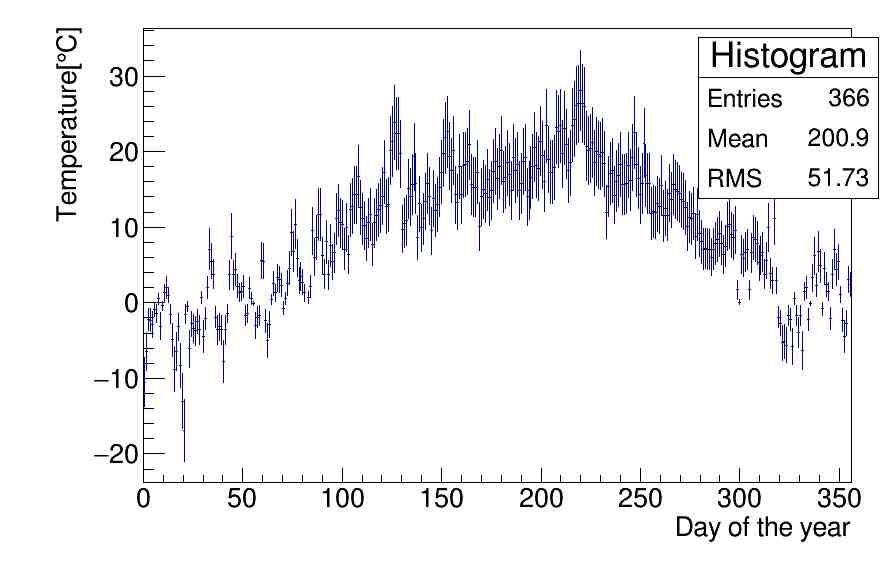 Temperature[°C]
30
20
10
0
−10
−20
Histogram
Entries 366
Mean 200.9
RMS 51.73
0 50 100 150 200 250 300 350
Day of the year